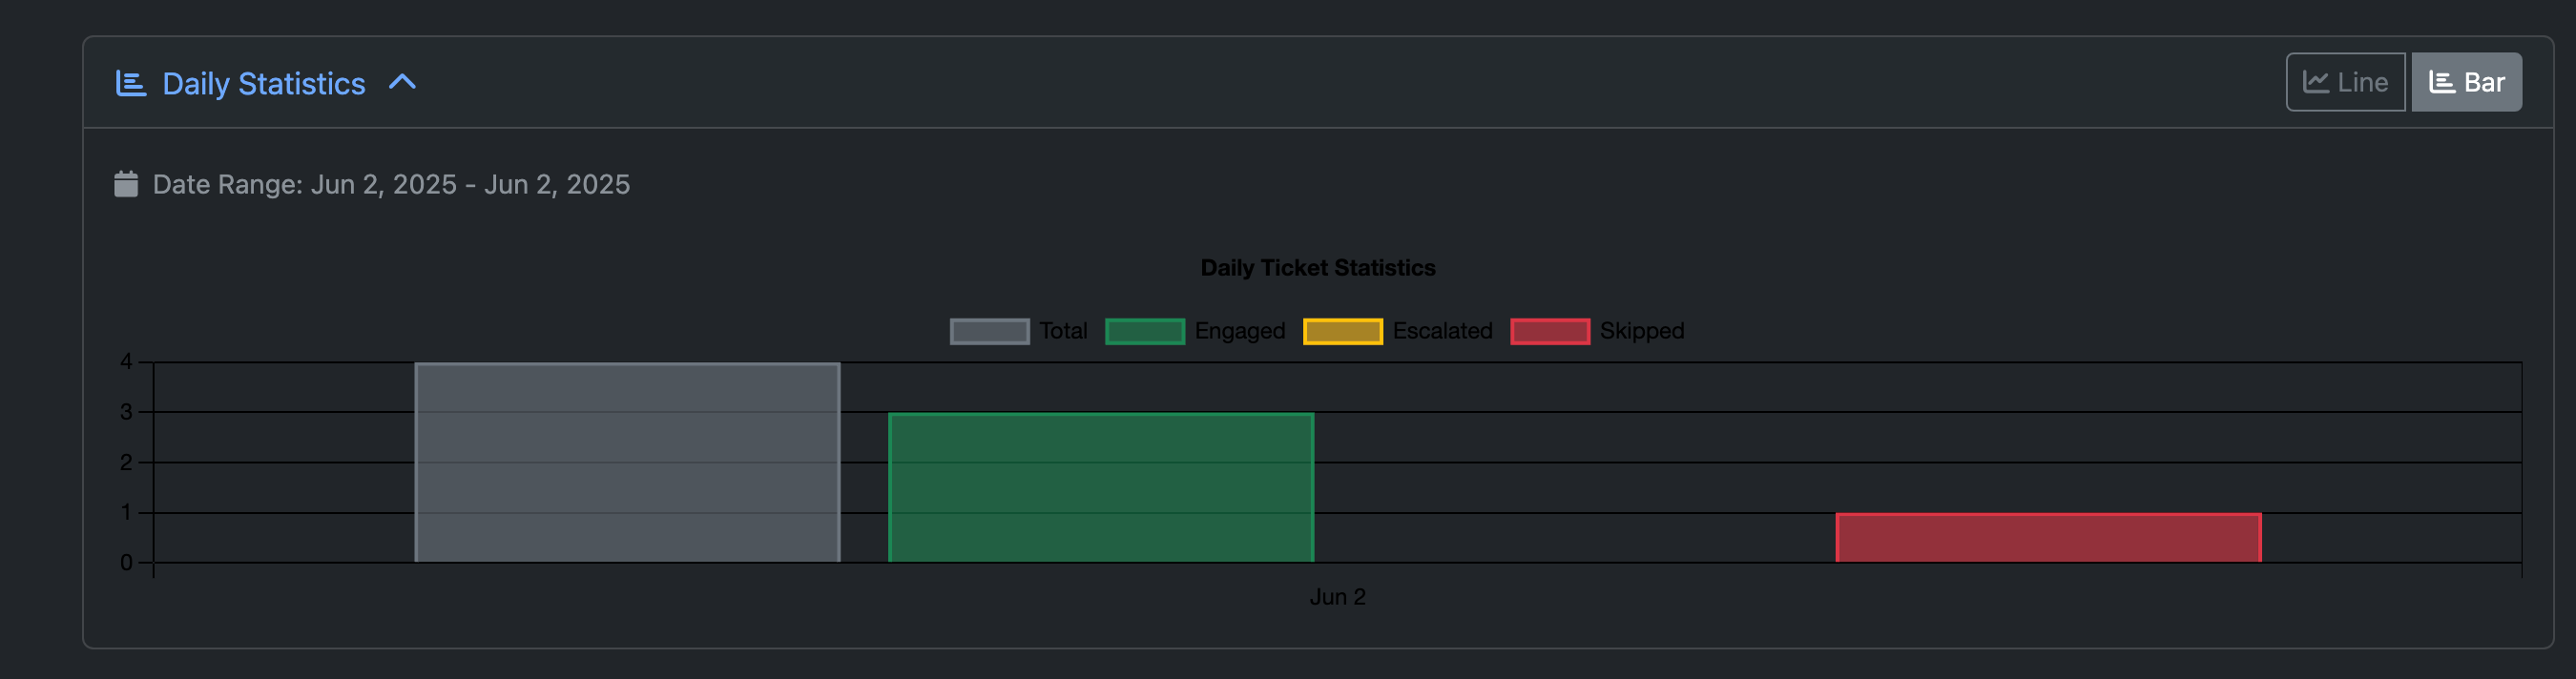 Daily Statistics
Line
Bar
Date Range: Jun 2, 2025 - Jun 2, 2025
Daily Ticket Statistics
Total Engaged Escalated Skipped
4
3
2
1
0
Jun 2